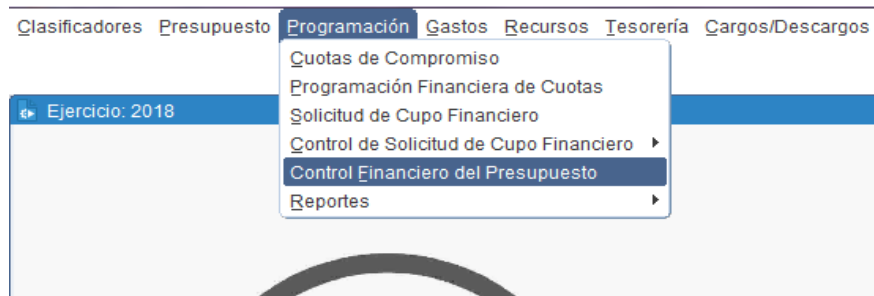 Clasificadores Presupuesto Programación Gastos Recursos Tesorería Cargos/Descargos
Cuotas de Compromiso
Programación Financiera de Cuotas
Ejercicio: 2018
Solicitud de Cupo Financiero
Control de Solicitud de Cupo Financiero
Control Financiero del Presupuesto
Reportes